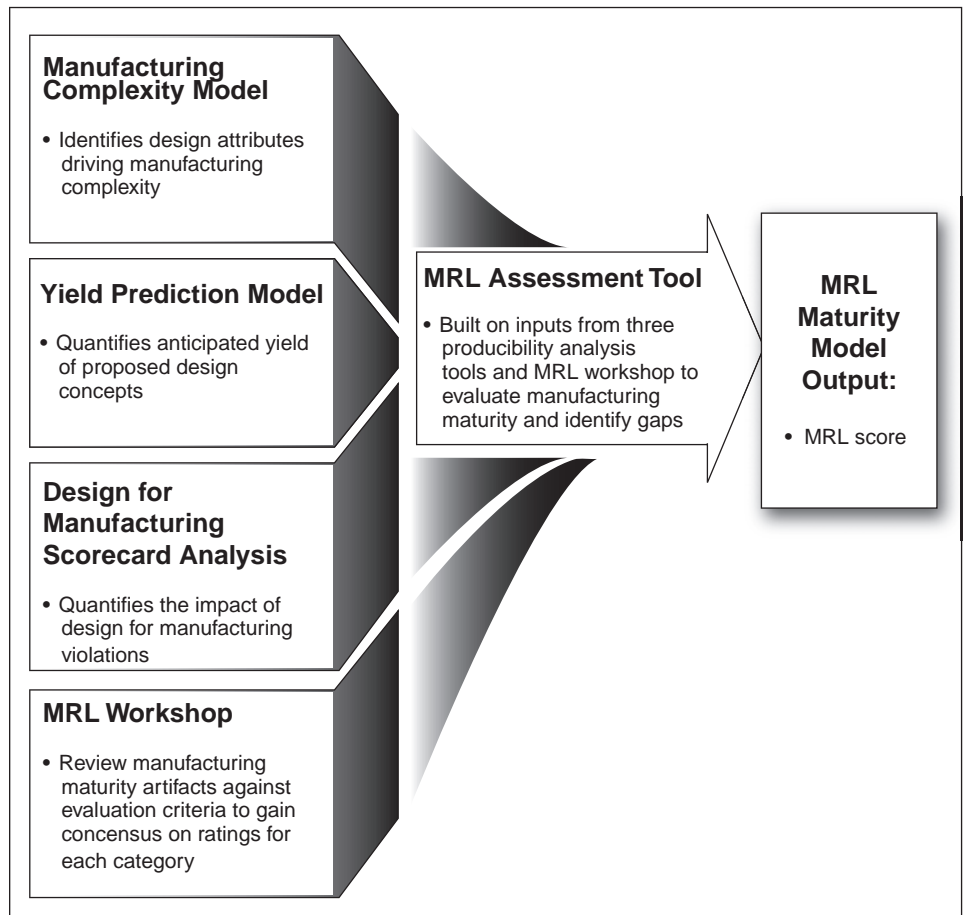 Manufacturing
Complexity Model
• Identifies design attributes
driving manufacturing
complexity
Yield Prediction Model
• Quantifies anticipated yield
of proposed design
concepts
Design for
Manufacturing
Scorecard Analysis
• Quantifies the impact of
design for manufacturing
violations
MRL Workshop
• Review manufacturing
maturity artifacts against
evaluation criteria to gain
concensus on ratings for
each category
MRL Assessment Tool
• Built on inputs from three
producibility analysis
tools and MRL workshop to
evaluate manufacturing
maturity and identify gaps
MRL
Maturity
Model
Output:
• MRL score